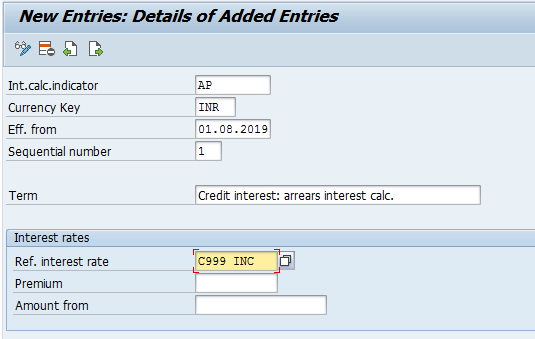 New Entries: Details of Added Entries
Int.calc.indicator AP
Currency Key INR
Eff. from 01.08.2019
Sequential number 1
Term Credit interest: arrears interest calc.
Interest rates
Ref. interest rate C999 INC
Premium
Amount from